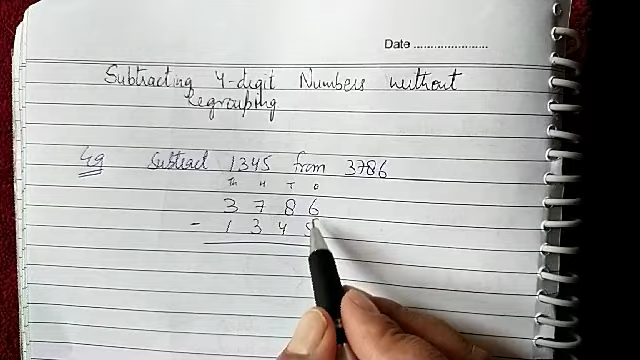 Date ........................
Subtracting 4-digit Numbers without
regrouping
Eg Subtract 1345 from 3786
Th H T O
3 7 8 6
- 1 3 4 5